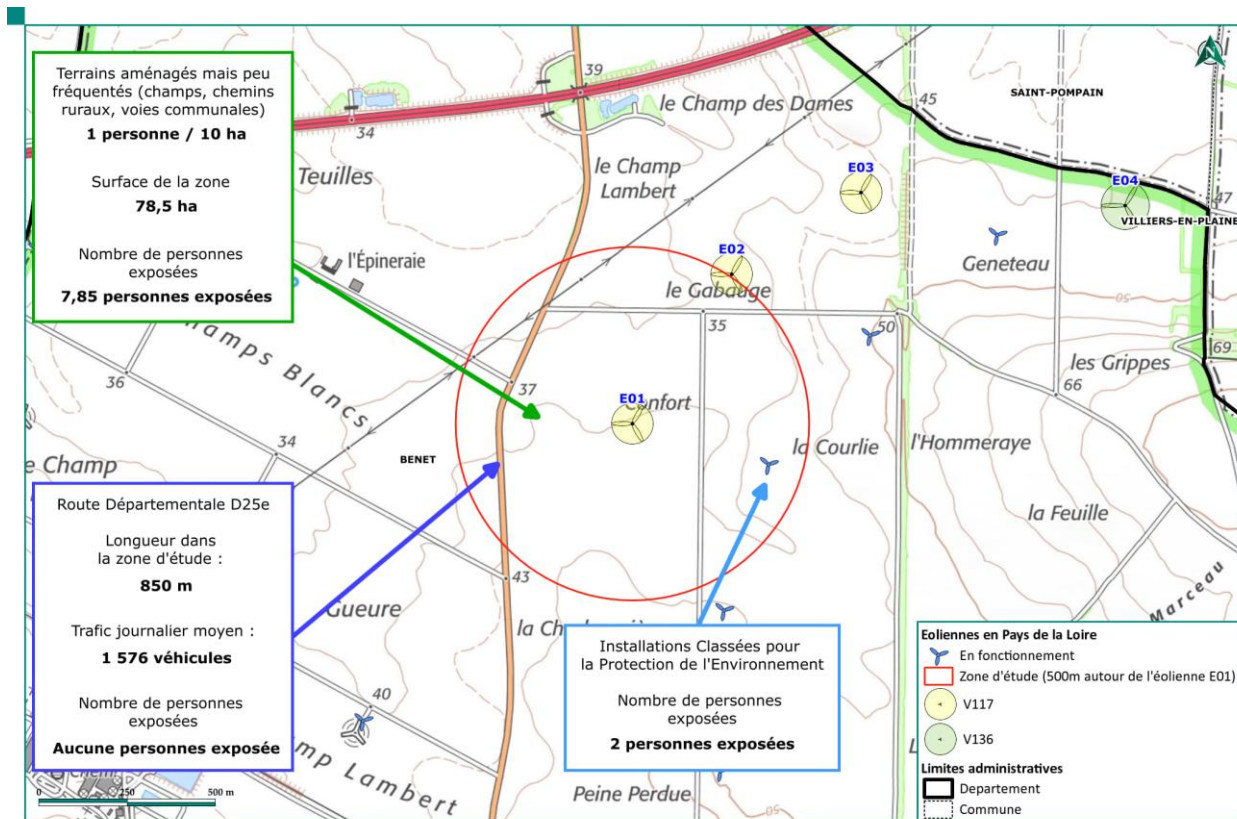 Terrains aménagés mais peu
fréquentés (champs, chemins
ruraux, voies communales)
1 personne / 10 ha
Surface de la zone
78,5 ha
Nombre de personnes
exposées
7,85 personnes exposées
39
34
le Champ des Dames
45
SAINT-POMPAIN
N
Teuilles
le Champ
Lambert
E03
E04
47
VILLIERS-EN-PLAINE
l'Épineraie
E02
le Gabauge
Geneteau
50
35
50
les Grippes
69
66
36
37
Champs Blancs
E01
Confort
34
la Courlie
l'Hommeraye
le Champ
BENET
la Feuille
Route Départementale D25e
Longueur dans
la zone d'étude :
850 m
Trafic journalier moyen :
1 576 véhicules
Nombre de personnes
exposées
Aucune personnes exposée
43
Gueure
Marceau
Installations Classées pour
la Protection de l'Environnement
Nombre de personnes
exposées
2 personnes exposées
40
Champ Lambert
Peine Perdue
50
0 250 500 m
Eoliennes en Pays de la Loire
En fonctionnement
Zone d'étude (500m autour de l'éolienne E01)
V117
V136
Limites administratives
Departement
Commune